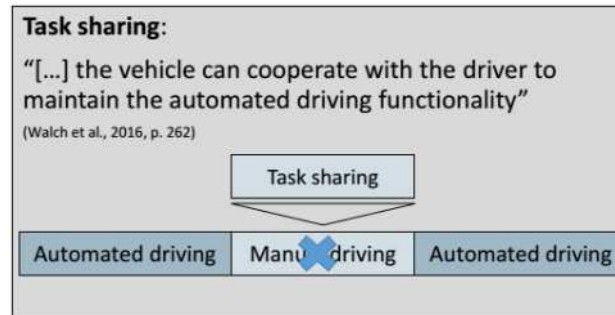 Task sharing:
“[…] the vehicle can cooperate with the driver to
maintain the automated driving functionality”
(Walch et al., 2016, p. 262)
Task sharing
Automated driving Manu driving Automated driving